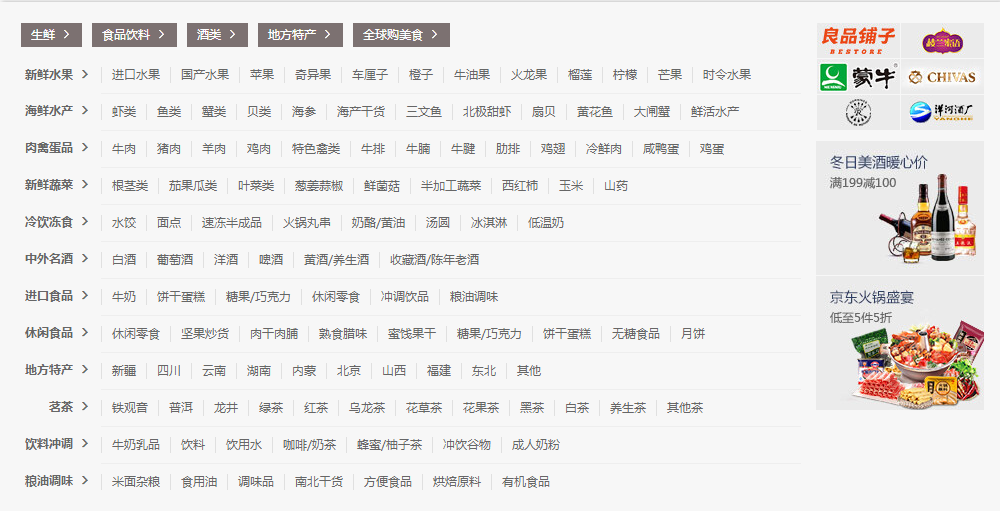 生鲜 食品饮料 酒类 地方特产 全球购美食
新鲜水果 进口水果 国产水果 苹果 奇异果 车厘子 橙子 牛油果 火龙果 榴莲 柠檬 芒果 时令水果
海鲜水产 虾类 鱼类 蟹类 贝类 海参 海产干货 三文鱼 北极甜虾 扇贝 黄花鱼 大闸蟹 鲜活水产
肉禽蛋品 牛肉 猪肉 羊肉 鸡肉 特色禽类 牛排 牛腩 牛腱 肋排 鸡翅 冷鲜肉 咸鸭蛋 鸡蛋
新鲜蔬菜 根茎类 茄果瓜类 叶菜类 葱姜蒜椒 鲜菌菇 半加工蔬菜 西红柿 玉米 山药
冷饮冻食 水饺 面点 速冻半成品 火锅丸串 奶酪/黄油 汤圆 冰淇淋 低温奶
中外名酒 白酒 葡萄酒 洋酒 啤酒 黄酒/养生酒 收藏酒/陈年老酒
进口食品 牛奶 饼干蛋糕 糖果/巧克力 休闲零食 冲调饮品 粮油调味
休闲食品 休闲零食 坚果炒货 肉干肉脯 熟食腊味 蜜饯果干 糖果/巧克力 饼干蛋糕 无糖食品 月饼
地方特产 新疆 四川 云南 湖南 内蒙 北京 山西 福建 东北 其他
茗茶 铁观音 普洱 龙井 绿茶 红茶 乌龙茶 花草茶 花果茶 黑茶 白茶 养生茶 其他茶
饮料冲调 牛奶乳品 饮料 饮用水 咖啡/奶茶 蜂蜜/柚子茶 冲饮谷物 成人奶粉
粮油调味 米面杂粮 食用油 调味品 南北干货 方便食品 烘焙原料 有机食品
良品铺子
BESTORE
楼兰蜜语
蒙牛
MENGNIU
CHIVAS
洋河酒厂
YANGHE
冬日美酒暖心价
满199减100
京东火锅盛宴
低至5件5折